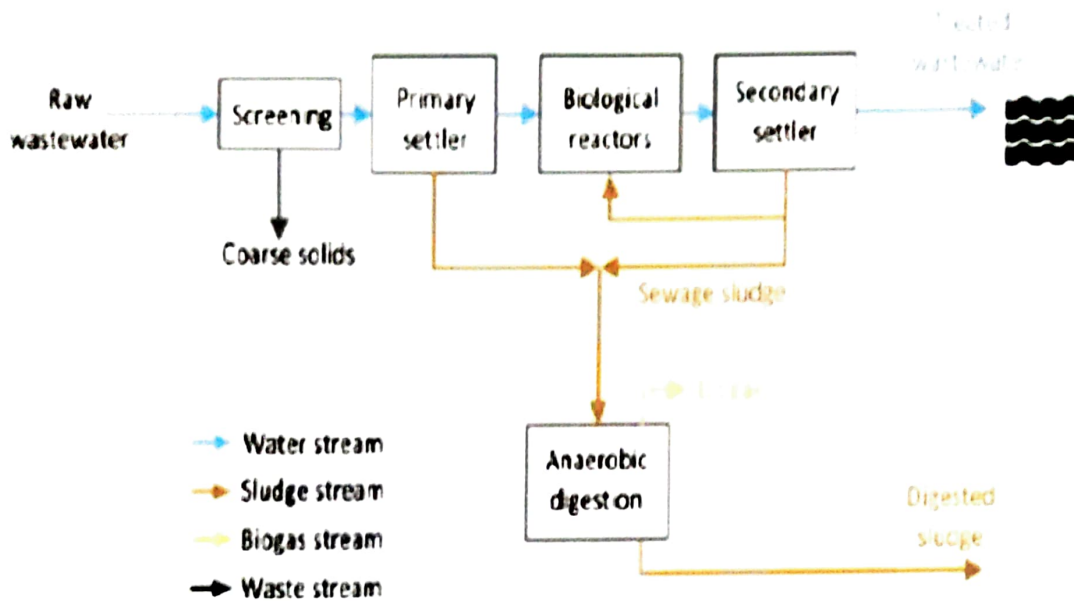 Raw
wastewater
Screening
Primary
settler
Biological
reactors
Secondary
settler
wastewater
Coarse solids
Sewage sludge
Anaerobic
digestion
Digested
sludge
Water stream
Sludge stream
Biogas stream
Waste stream